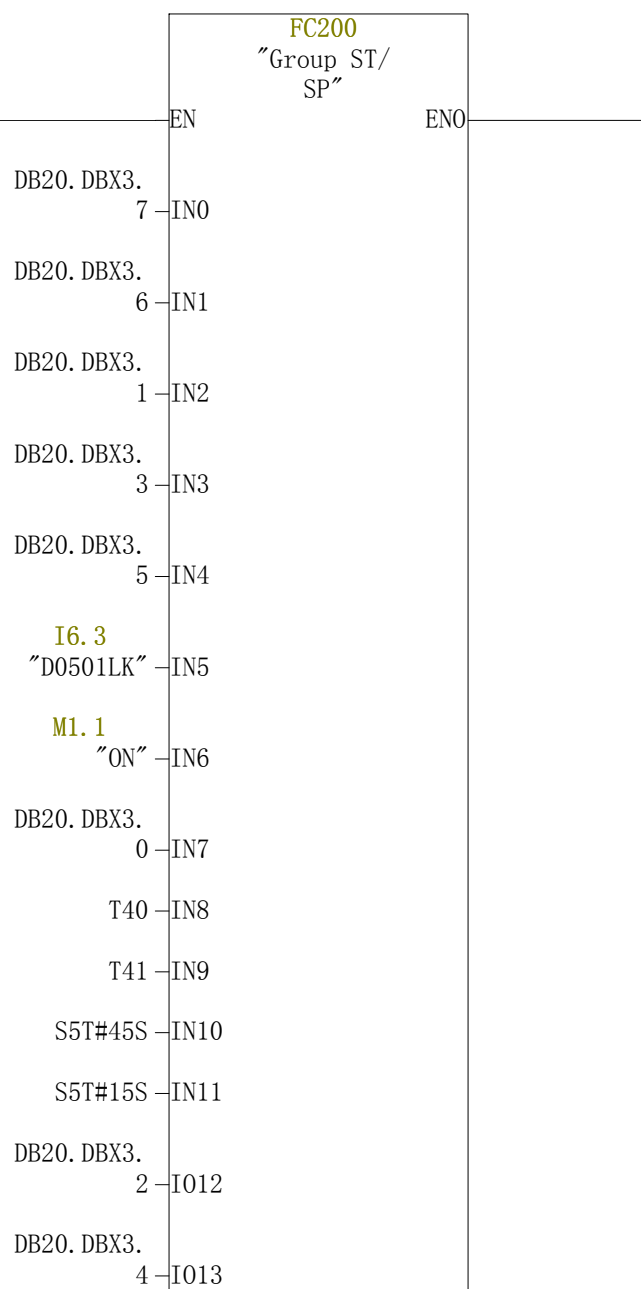 FC200
"Group ST/
SP"
EN
ENO
DB20.DBX3.
7
IN0
DB20.DBX3.
6
IN1
DB20.DBX3.
1
IN2
DB20.DBX3.
3
IN3
DB20.DBX3.
5
IN4
I6.3
"D0501LK"
IN5
M1.1
"ON"
IN6
DB20.DBX3.
0
IN7
T40
IN8
T41
IN9
S5T#45S
IN10
S5T#15S
IN11
DB20.DBX3.
2
IO12
DB20.DBX3.
4
IO13